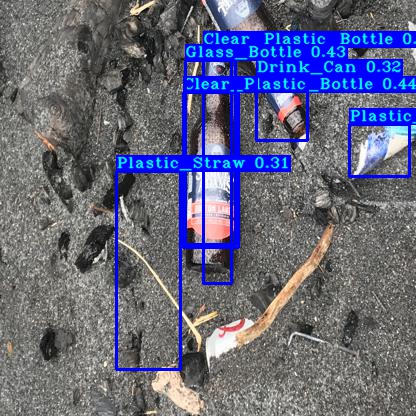 Clear_Plastic_Bottle 0.
Glass_Bottle 0.43
Drink_Can 0.32
Clear_Plastic_Bottle 0.44
Plastic_
Plastic_Straw 0.31